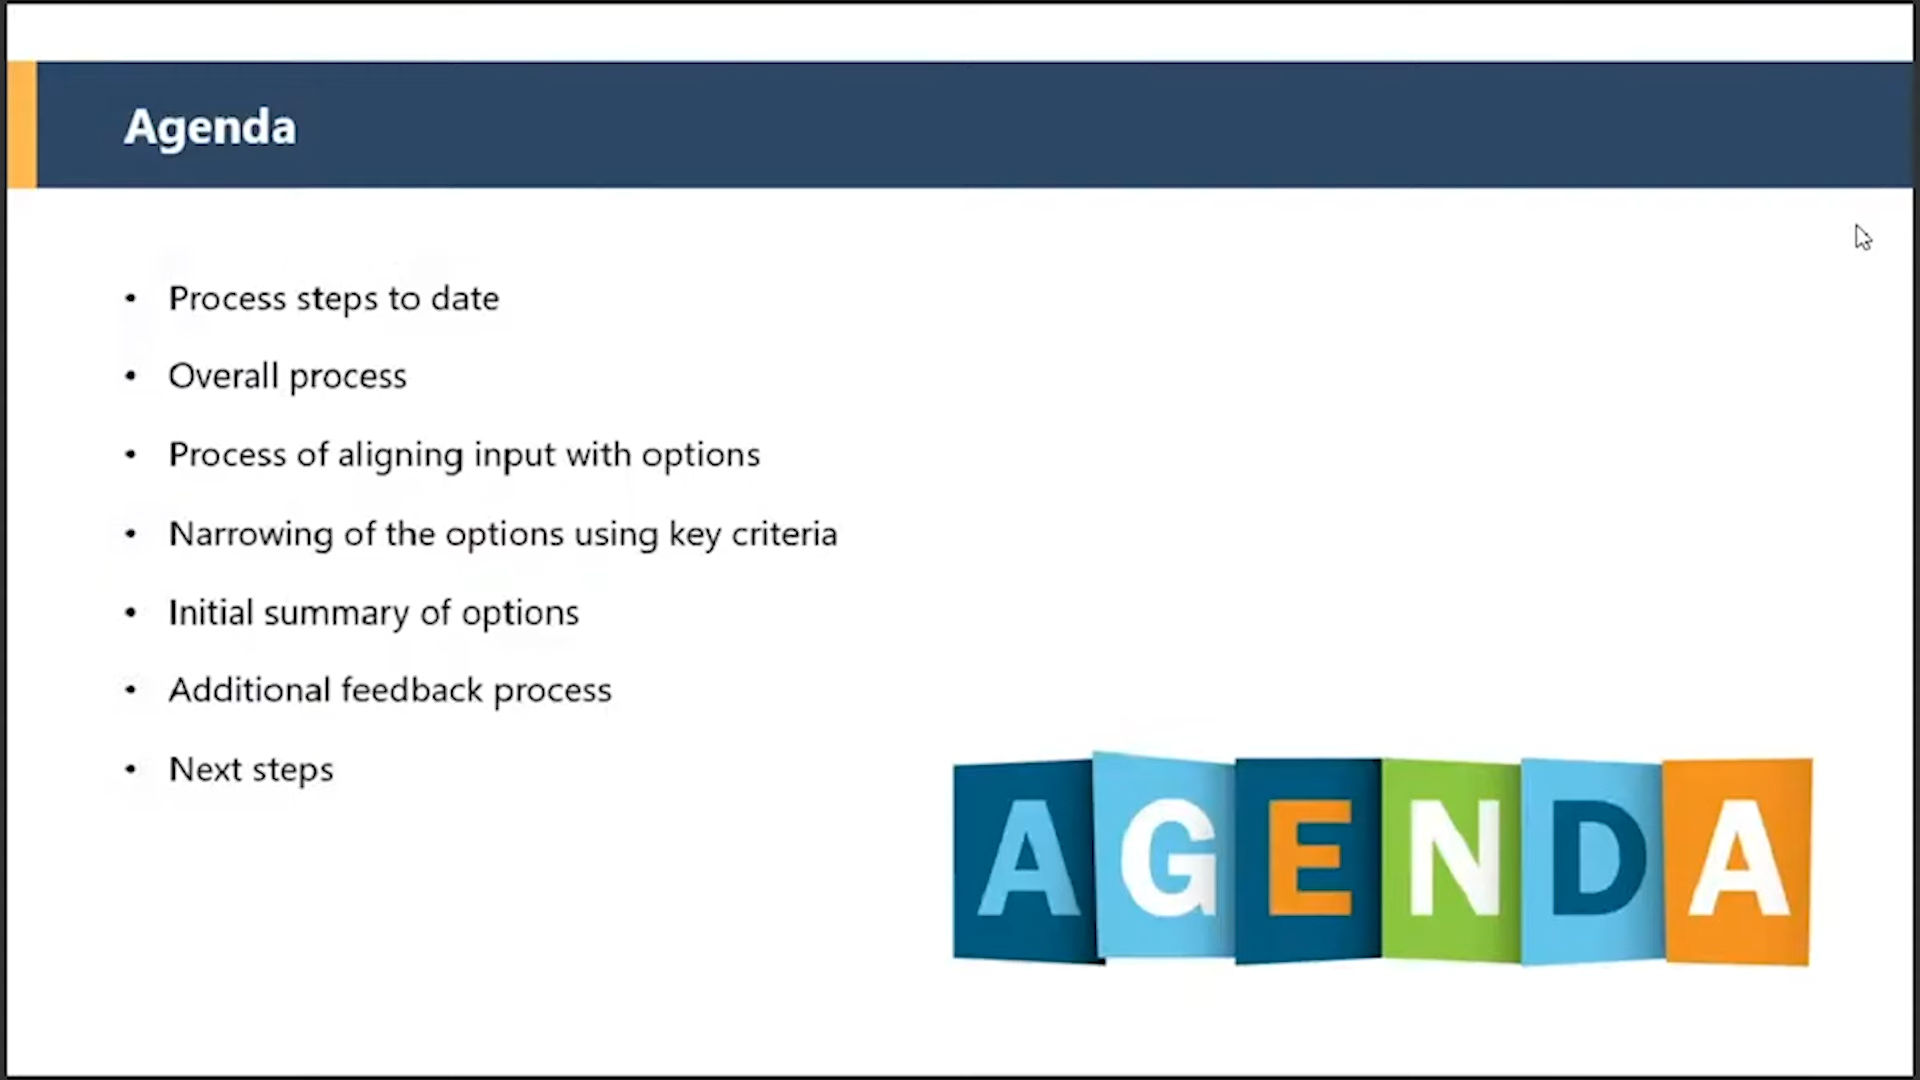 Agenda
• Process steps to date
• Overall process
• Process of aligning input with options
• Narrowing of the options using key criteria
• Initial summary of options
• Additional feedback process
• Next steps
AGENDA